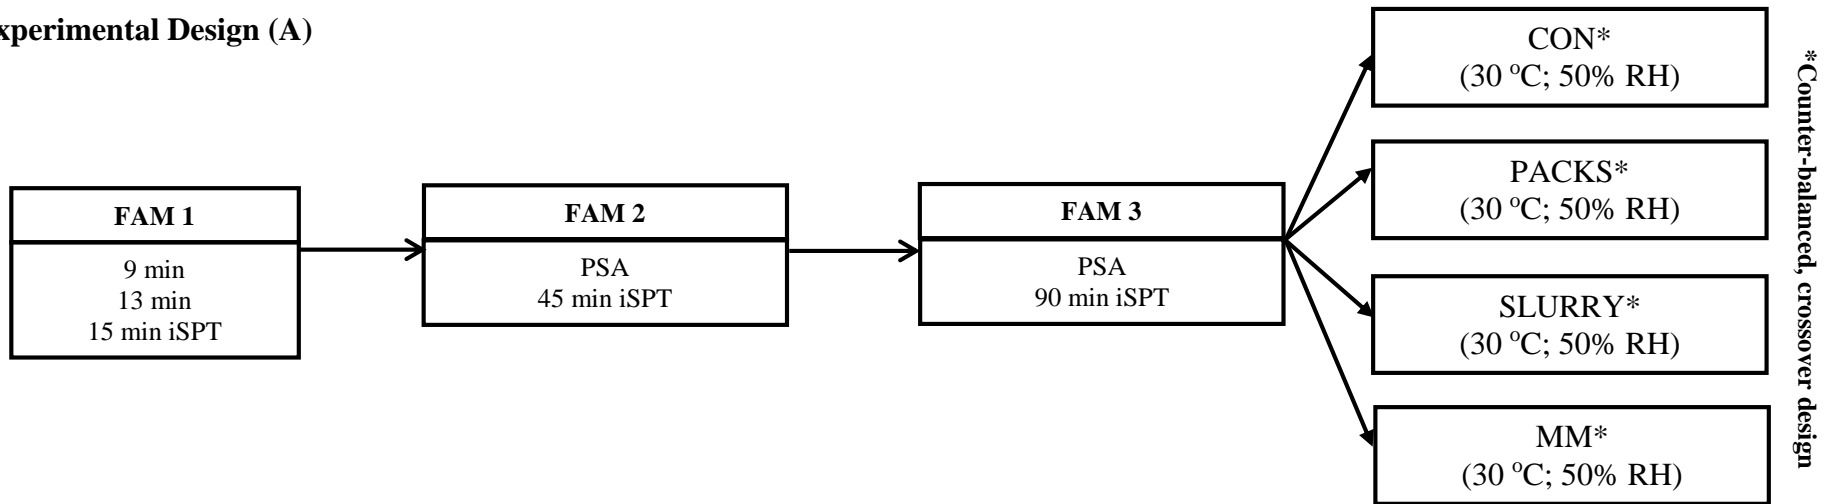 xperimental Design (A)
FAM 1
9 min
13 min
15 min iSPT
FAM 2
PSA
45 min iSPT
FAM 3
PSA
90 min iSPT
CON*
(30 ºC; 50% RH)
PACKS*
(30 ºC; 50% RH)
SLURRY*
(30 ºC; 50% RH)
MM*
(30 ºC; 50% RH)
*Counter-balanced, crossover design